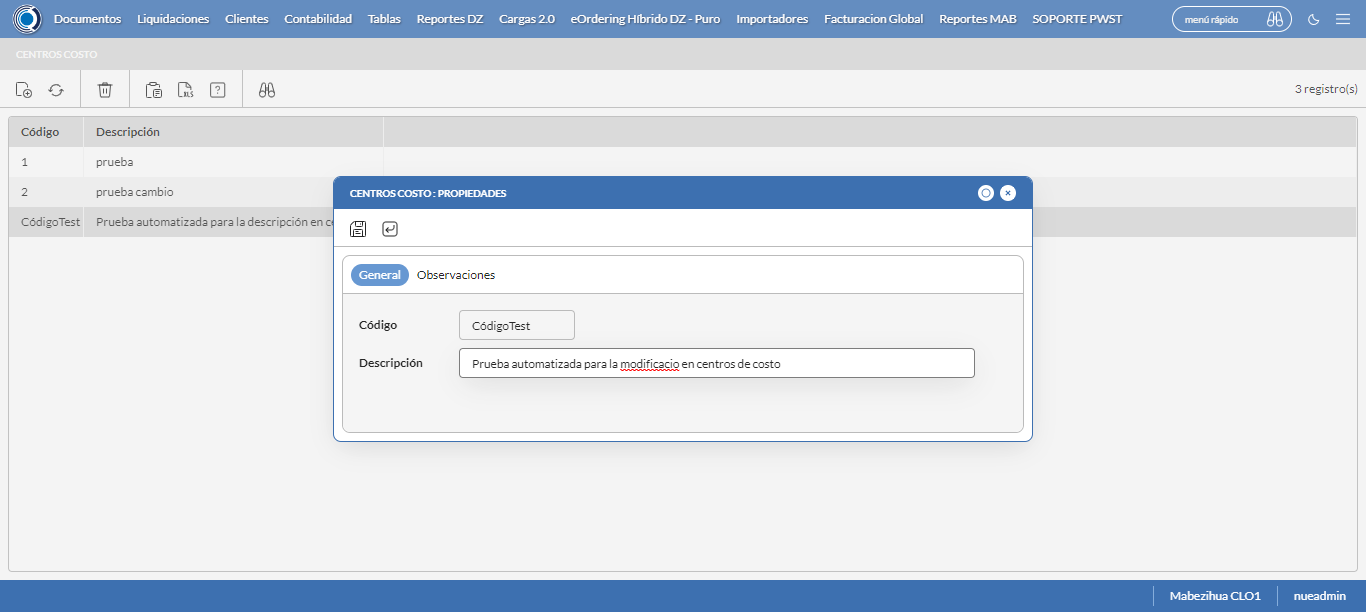 Documentos Liquidaciones Clientes Contabilidad Tablas Reportes DZ Cargas 2.0 eOrdering Híbrido DZ - Puro Importadores Facturacion Global Reportes MAB SOPORTE PWST menú rápido
CENTROS COSTO
XLS ? 3 registro(s)
Código Descripción
1 prueba
2 prueba cambio
CódigoTest Prueba automatizada para la descripción en
CENTROS COSTO : PROPIEDADES
General Observaciones
Código CódigoTest
Descripción Prueba automatizada para la modificacio en centros de costo
Mabezihua CLO1 nueadmin